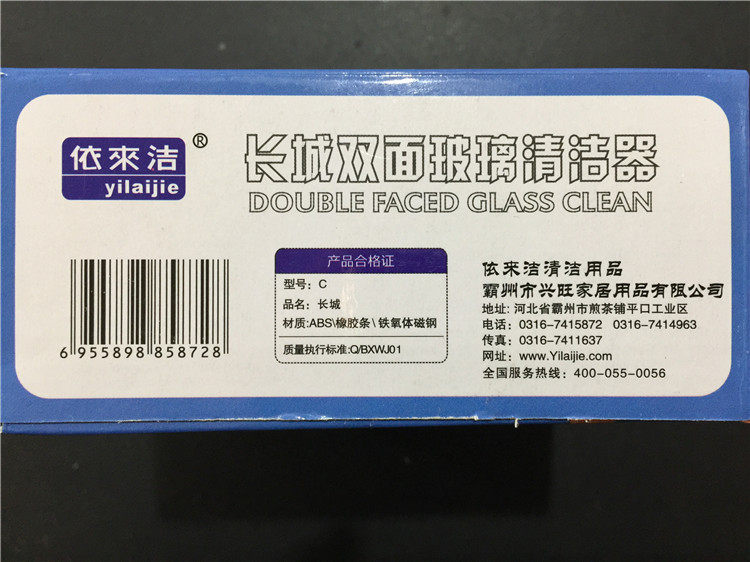 依來洁®
yilaijie
长城双面玻璃清洁器
DOUBLE FACED GLASS CLEAN
6 955898 858728
产品合格证
型号: C
品名: 长城
材质:ABS\橡胶条\铁氧体磁钢
质量执行标准:Q/BXWJ01
依來洁清洁用品
霸州市兴旺家居用品有限公司
地址: 河北省霸州市煎茶铺平口工业区
电话: 0316-7415872 0316-7414963
传真: 0316-7411637
网址: www.Yilaijie.com
全国服务热线: 400-055-0056